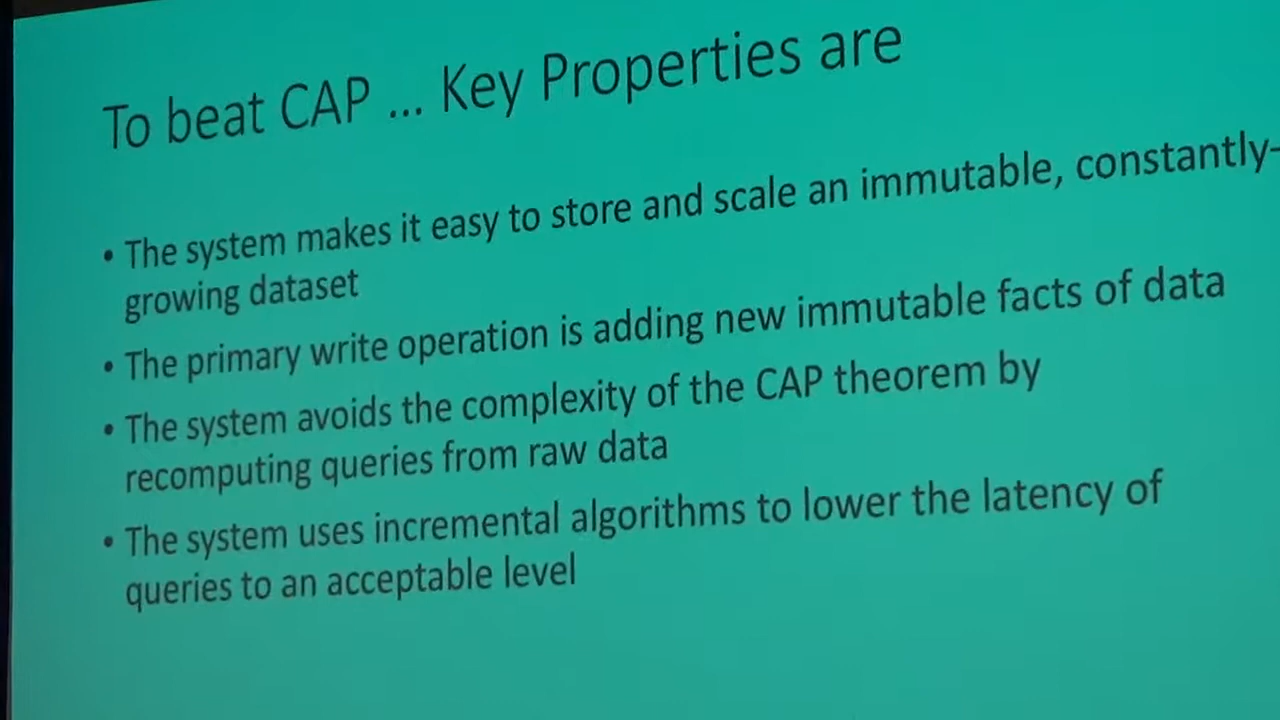 To beat CAP ... Key Properties are
• The system makes it easy to store and scale an immutable, constantly-
growing dataset
• The primary write operation is adding new immutable facts of data
• The system avoids the complexity of the CAP theorem by
recomputing queries from raw data
• The system uses incremental algorithms to lower the latency of
queries to an acceptable level